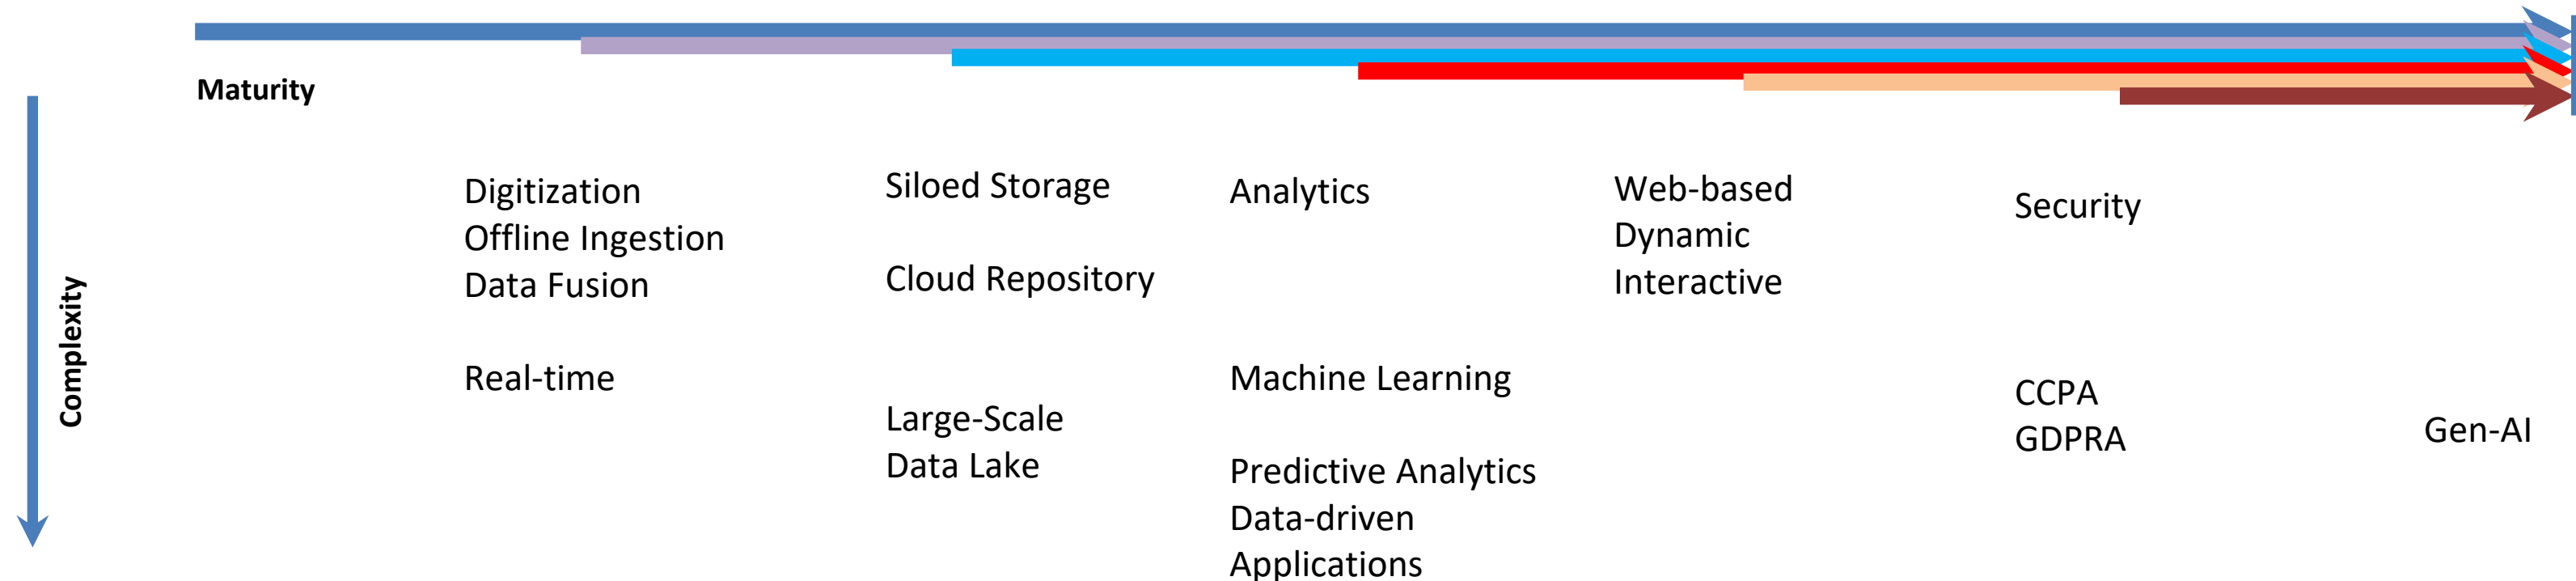 Maturity
Complexity
Digitization
Offline Ingestion
Data Fusion
Real-time
Siloed Storage
Cloud Repository
Large-Scale
Data Lake
Analytics
Machine Learning
Predictive Analytics
Data-driven
Applications
Web-based
Dynamic
Interactive
Security
CCPA
GDPRA
Gen-AI